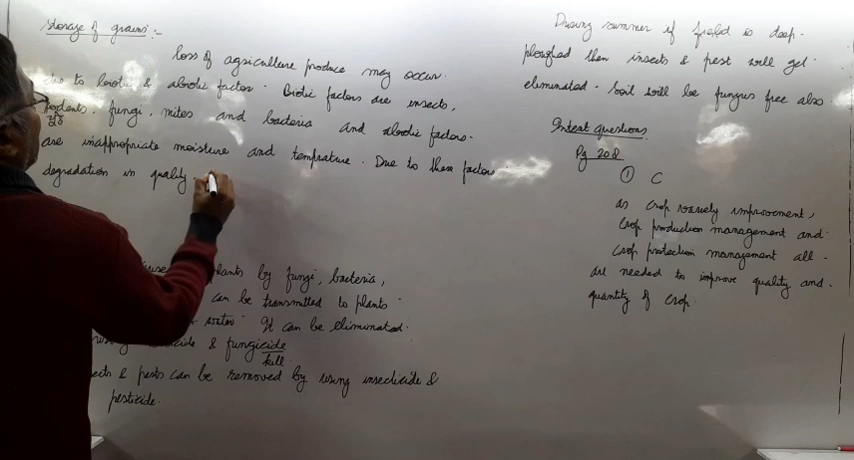 Storage of grains:-
loss of agriculture produce may occur.
due to biotic & abiotic factor. Biotic factors are insects,
rodents, fungi, mites and bacteria and abiotic factors.
चूहे
are inappropriate moisture and temprature. Due to these factors
degradation in quality.
plants by fungi, bacteria,
can be transmitted to plants
water. It can be eliminated.
& fungicide
kill
& pests can be removed by using insecticide &
pesticide.
During summer if field is deep.
ploughed then insects & pest will get.
eliminated. Soil will be fungus free also
Intext questions
Pg 208
① C
as crop variety improvement,
Crop production management and.
Crop protection management all.
are needed to improve quality and.
quantity of crop.